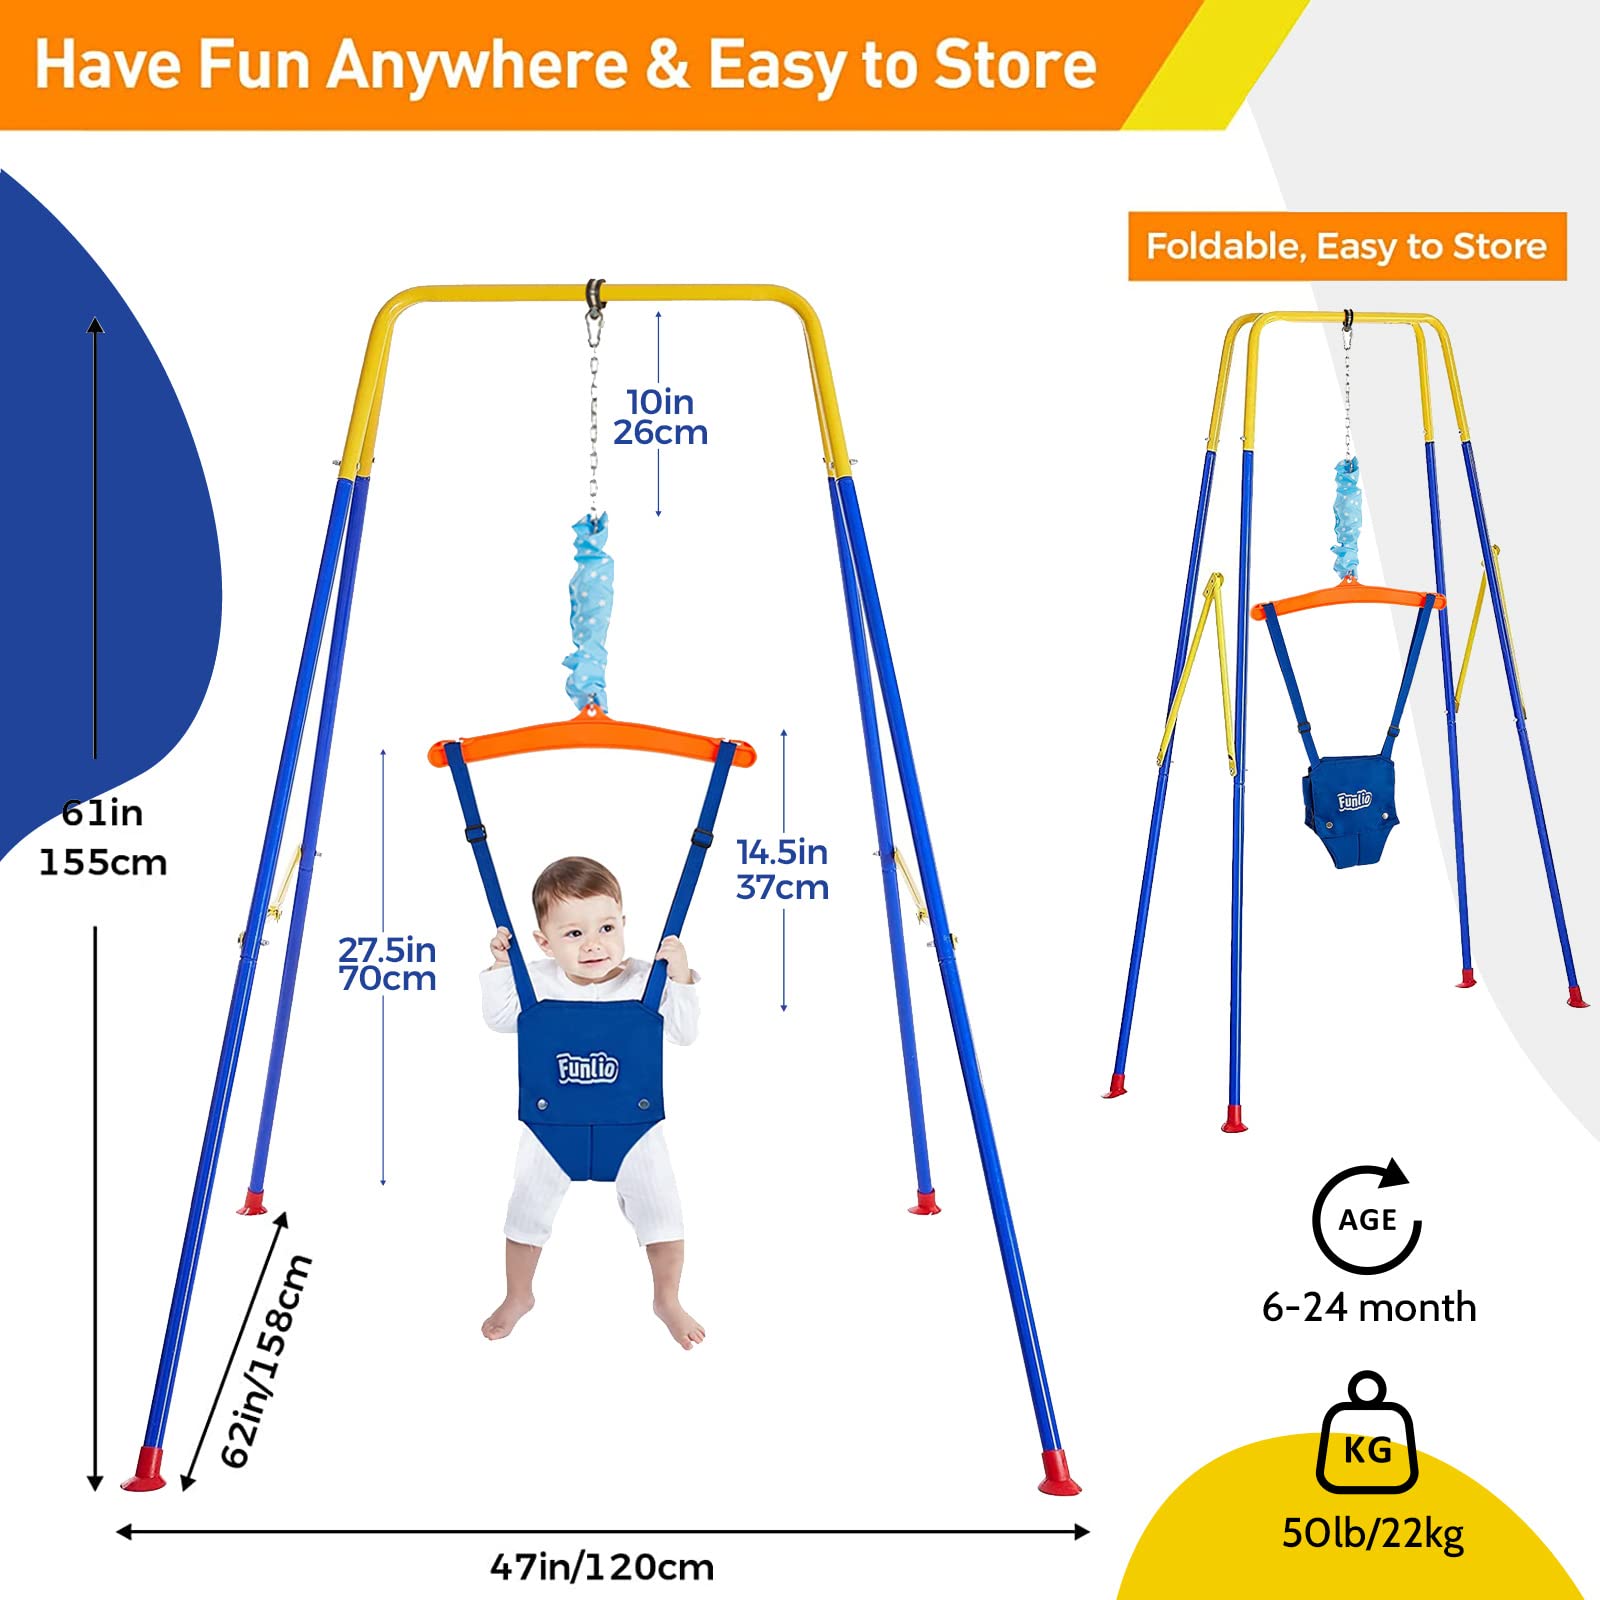 Have Fun Anywhere & Easy to Store
Foldable, Easy to Store
10in
26cm
61in
155cm
14.5in
37cm
27.5in
70cm
Funlio
Funlio
62in/158cm
47in/120cm
AGE
6-24 month
KG
50lb/22kg